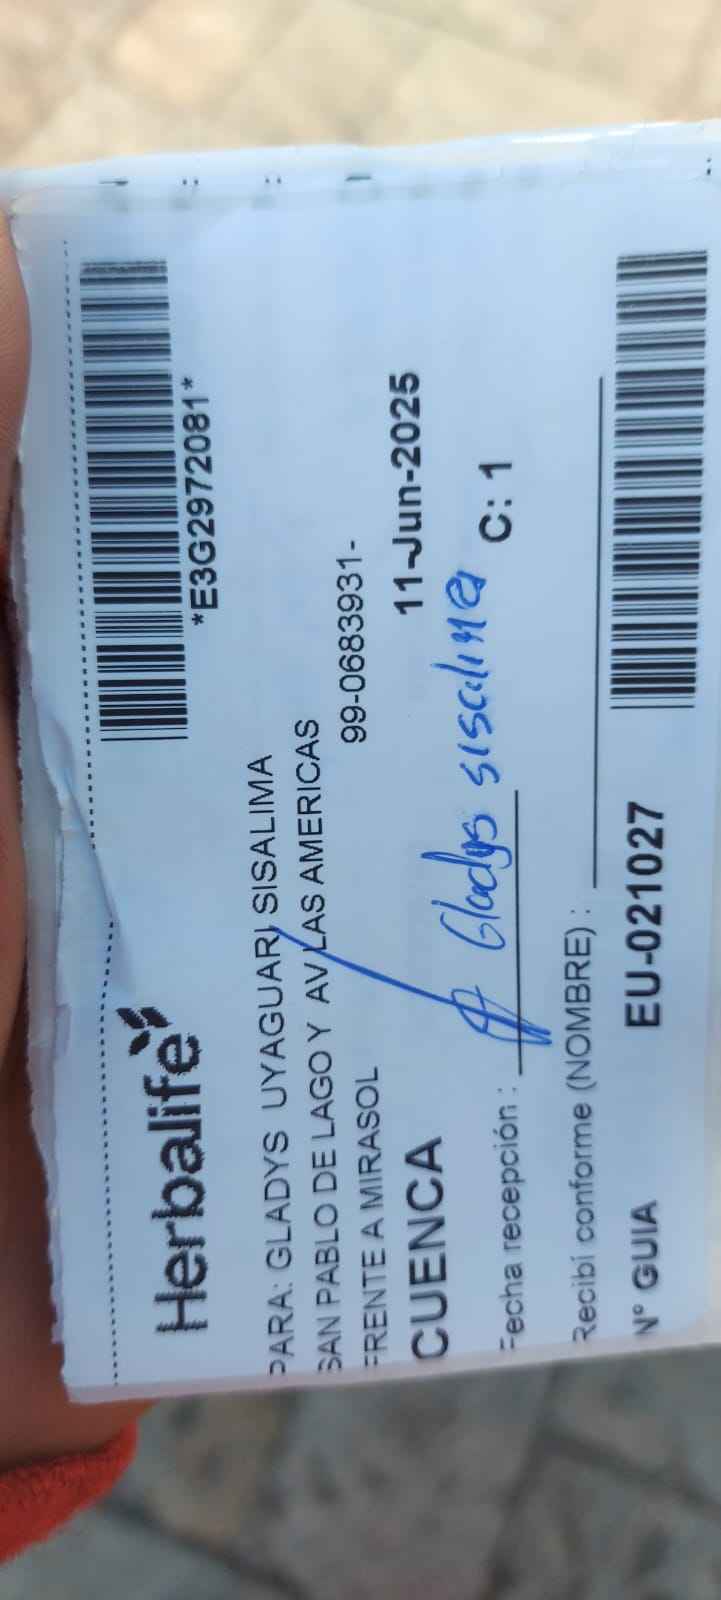 Herbalife
*E3G2972081*
PARA: GLADYS UYAGUARI SISALIMA
SAN PABLO DE LAGO Y AV LAS AMERICAS
FRENTE A MIRASOL 99-0683931-
CUENCA 11-Jun-2025
Gladys sisalima
Fecha recepción : C: 1
Recibí conforme (NOMBRE) :
N° GUIA EU-021027